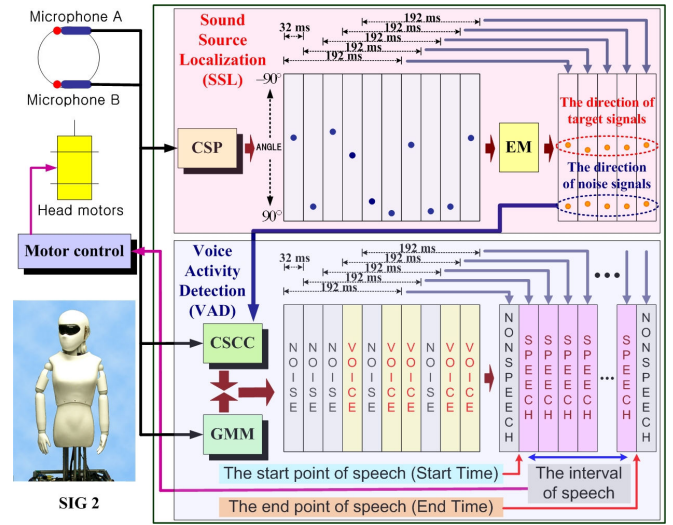 Microphone A
Microphone B
Head motors
Motor control
SIG 2
Sound
Source
Localization
(SSL)
32 ms
192 ms
192 ms
192 ms
192 ms
192 ms
−90°
ANGLE
90°
CSP
EM
The direction of
target signals
The direction
of noise signals
Voice
Activity
Detection
(VAD)
32 ms
192 ms
192 ms
192 ms
192 ms
192 ms
CSCC
GMM
NOISE
NOISE
NOISE
VOICE
NOISE
VOICE
VOICE
NOISE
VOICE
VOICE
NONSPEECH
SPEECH
SPEECH
SPEECH
SPEECH
...
SPEECH
NONSPEECH
The start point of speech (Start Time)
The interval
of speech
The end point of speech (End Time)